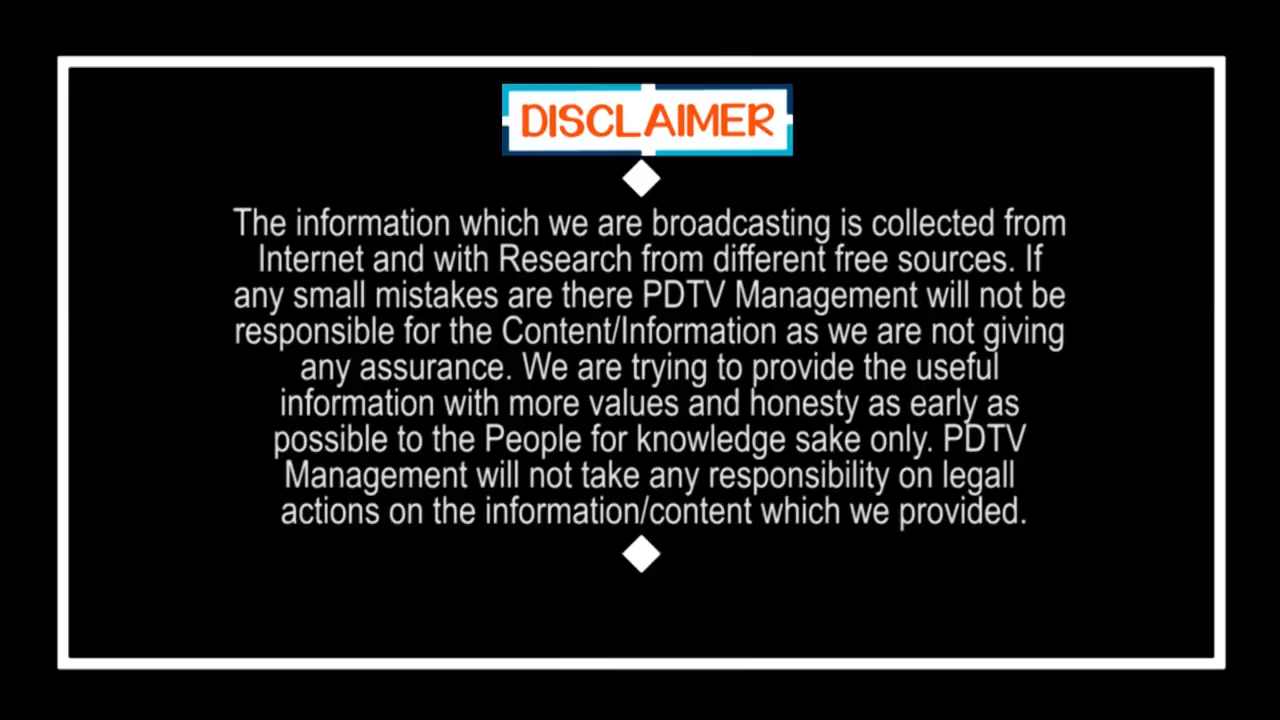 DISCLAIMER
The information which we are broadcasting is collected from
Internet and with Research from different free sources. If
any small mistakes are there PDTV Management will not be
responsible for the Content/Information as we are not giving
any assurance. We are trying to provide the useful
information with more values and honesty as early as
possible to the People for knowledge sake only. PDTV
Management will not take any responsibility on legall
actions on the information/content which we provided.